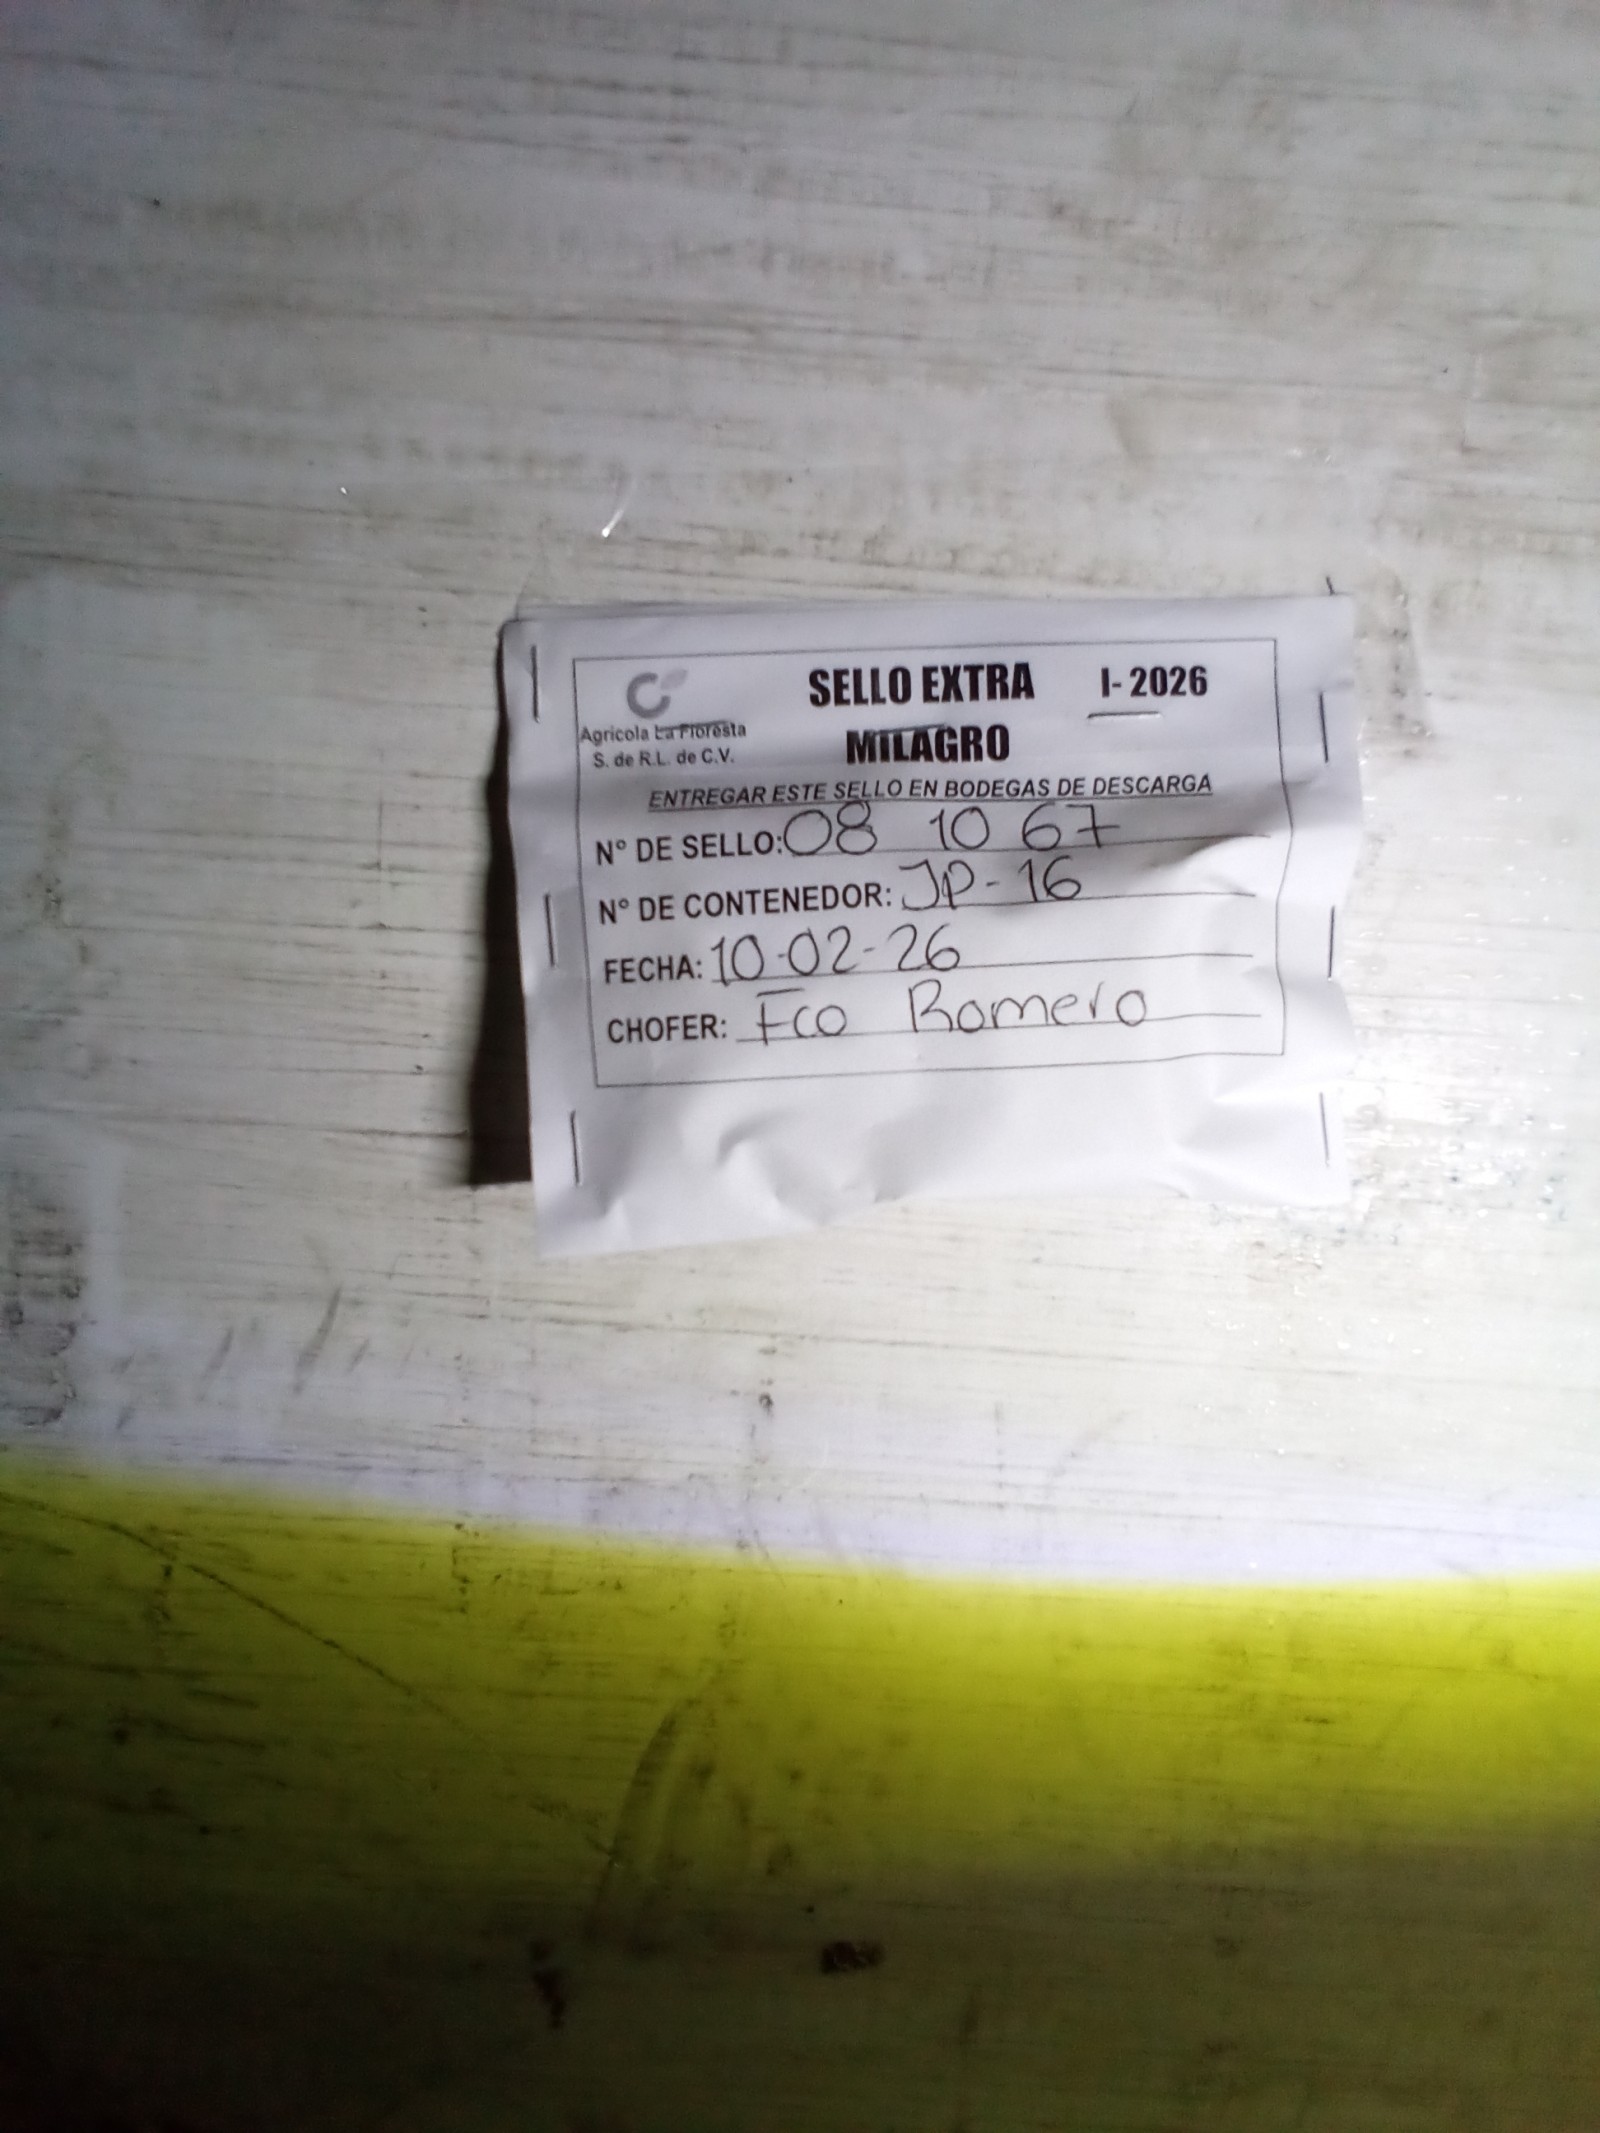 SELLO EXTRA I- 2026
MILAGRO
Agricola La Floresta
S. de R.L. de C.V.
ENTREGAR ESTE SELLO EN BODEGAS DE DESCARGA
N° DE SELLO: 08 10 67
N° DE CONTENEDOR: JP-16
FECHA: 10-02-26
CHOFER: Fco Romero